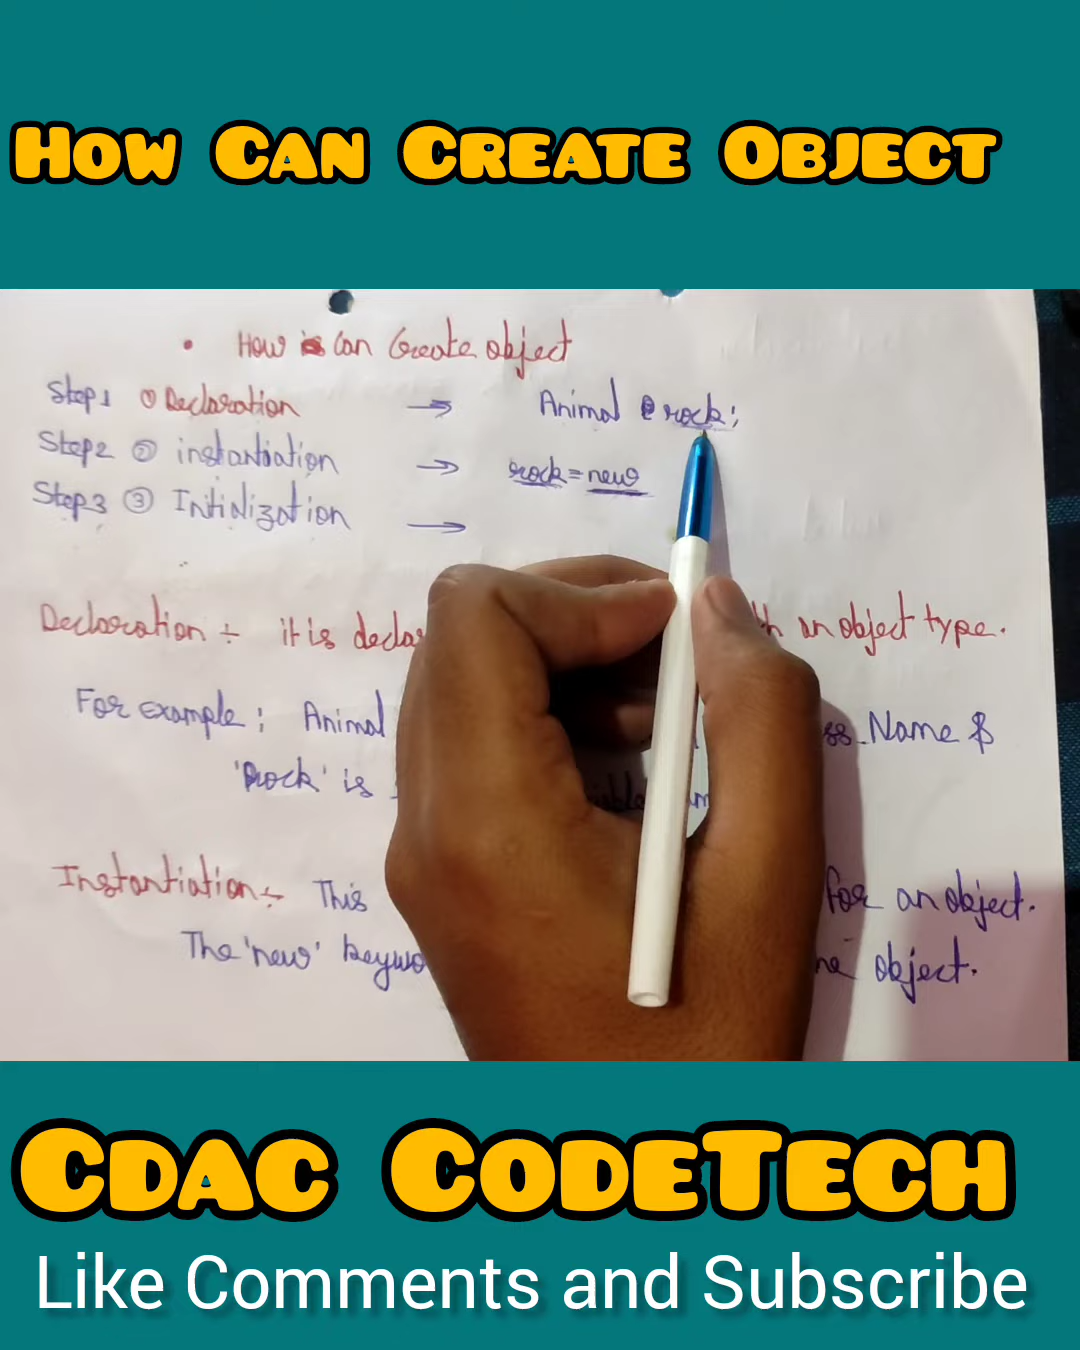 How Can Create Object
• How Can Create object
Step1 ① Declaration → Animal rock;
Step2 ② instantiation → rock = new
Step3 ③ Initialization →
Declaration ÷ it is declar an object type.
For example ; Animal Name &
'Rock' is
Instantiation ÷ This for an object.
The 'new' keywo object.
Cdac CodeTech
Like Comments and Subscribe